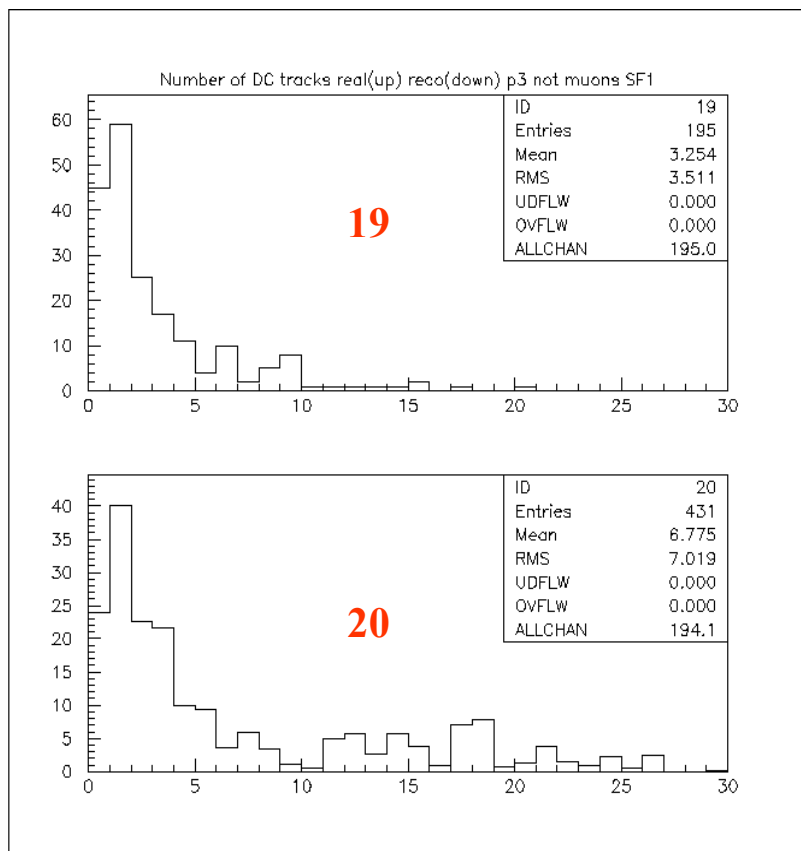 Number of DC tracks real(up) reco(down) p3 not muons SF1
ID 19
Entries 195
Mean 3.254
RMS 3.511
UDFLW 0.000
OVFLW 0.000
ALLCHAN 195.0
19
60
50
40
30
20
10
0
0 5 10 15 20 25 30
ID 20
Entries 431
Mean 6.775
RMS 7.019
UDFLW 0.000
OVFLW 0.000
ALLCHAN 194.1
20
40
35
30
25
20
15
10
5
0
0 5 10 15 20 25 30